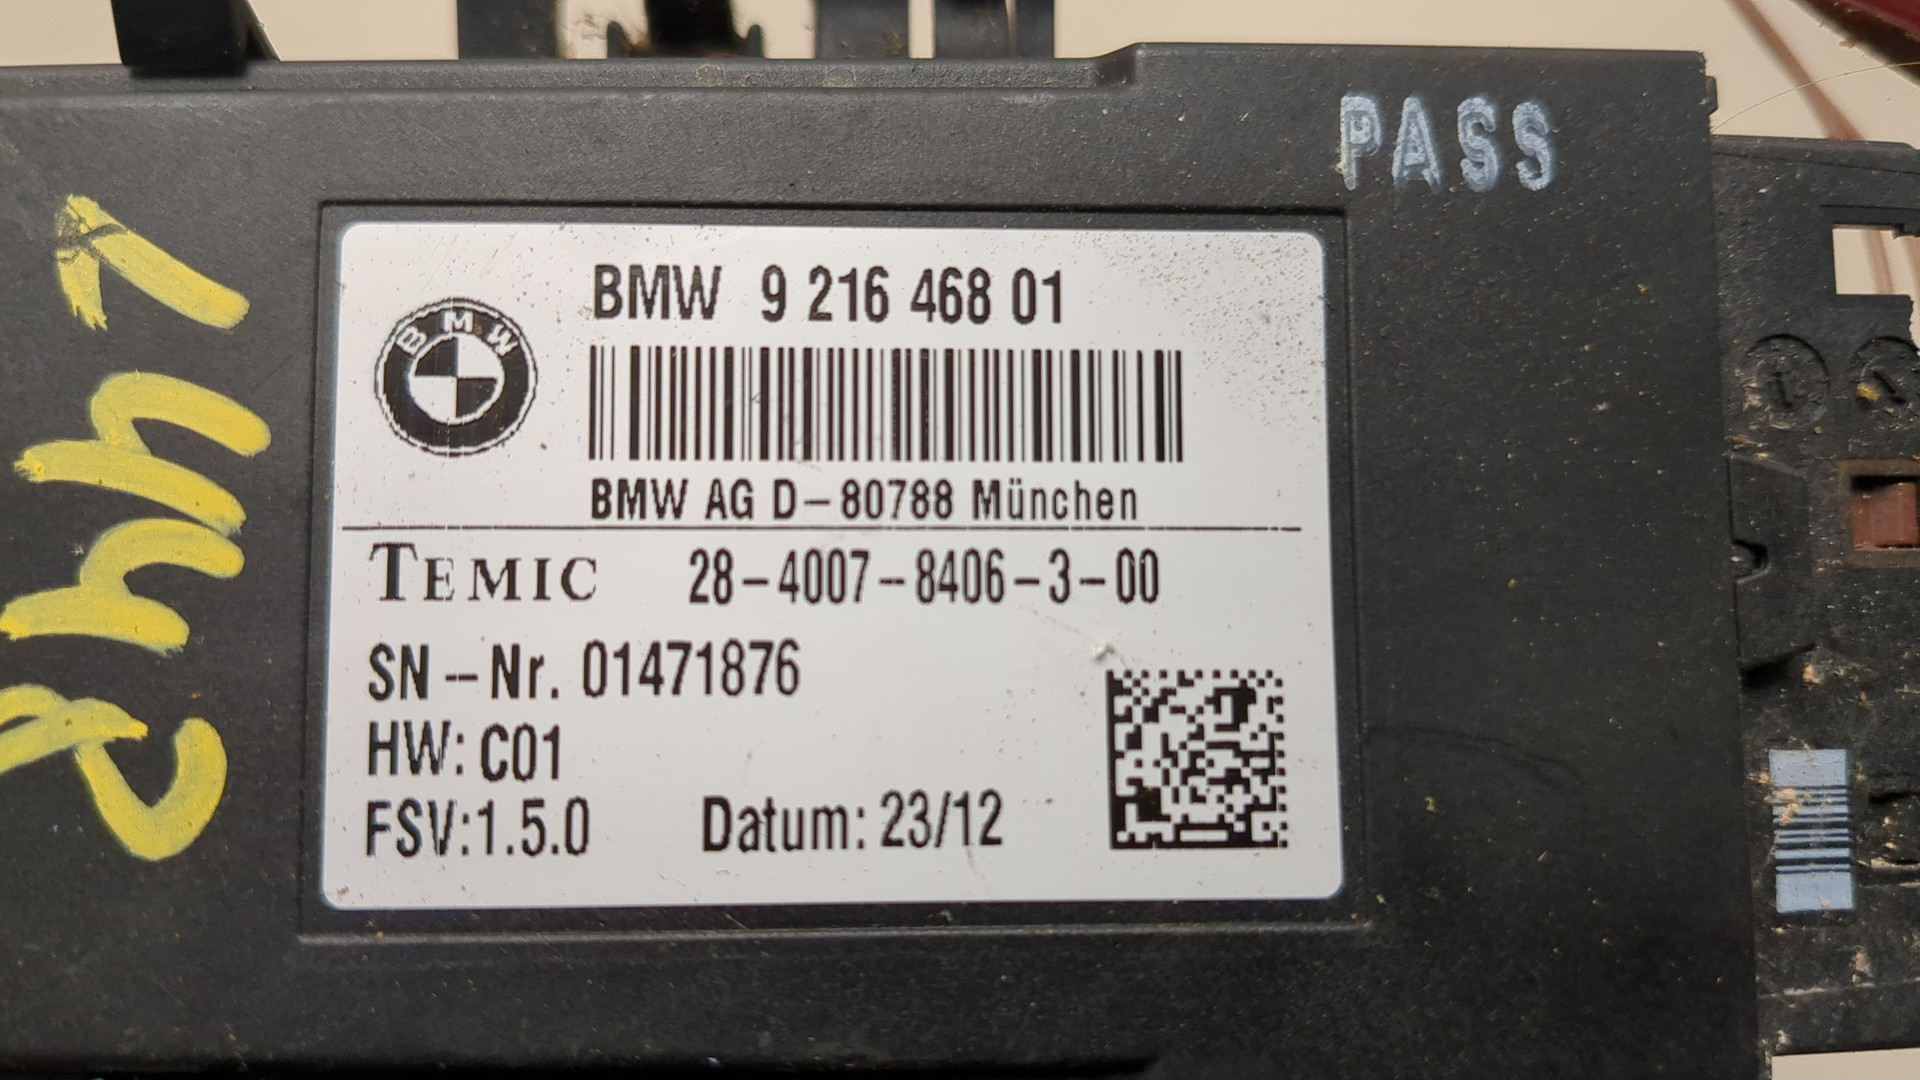 PASS
BMW 9 216 468 01
BMW
BMW AG D-80788 München
TEMIC 28-4007-8406-3-00
SN-Nr. 01471876
HW: C01
FSV:1.5.0 Datum: 23/12